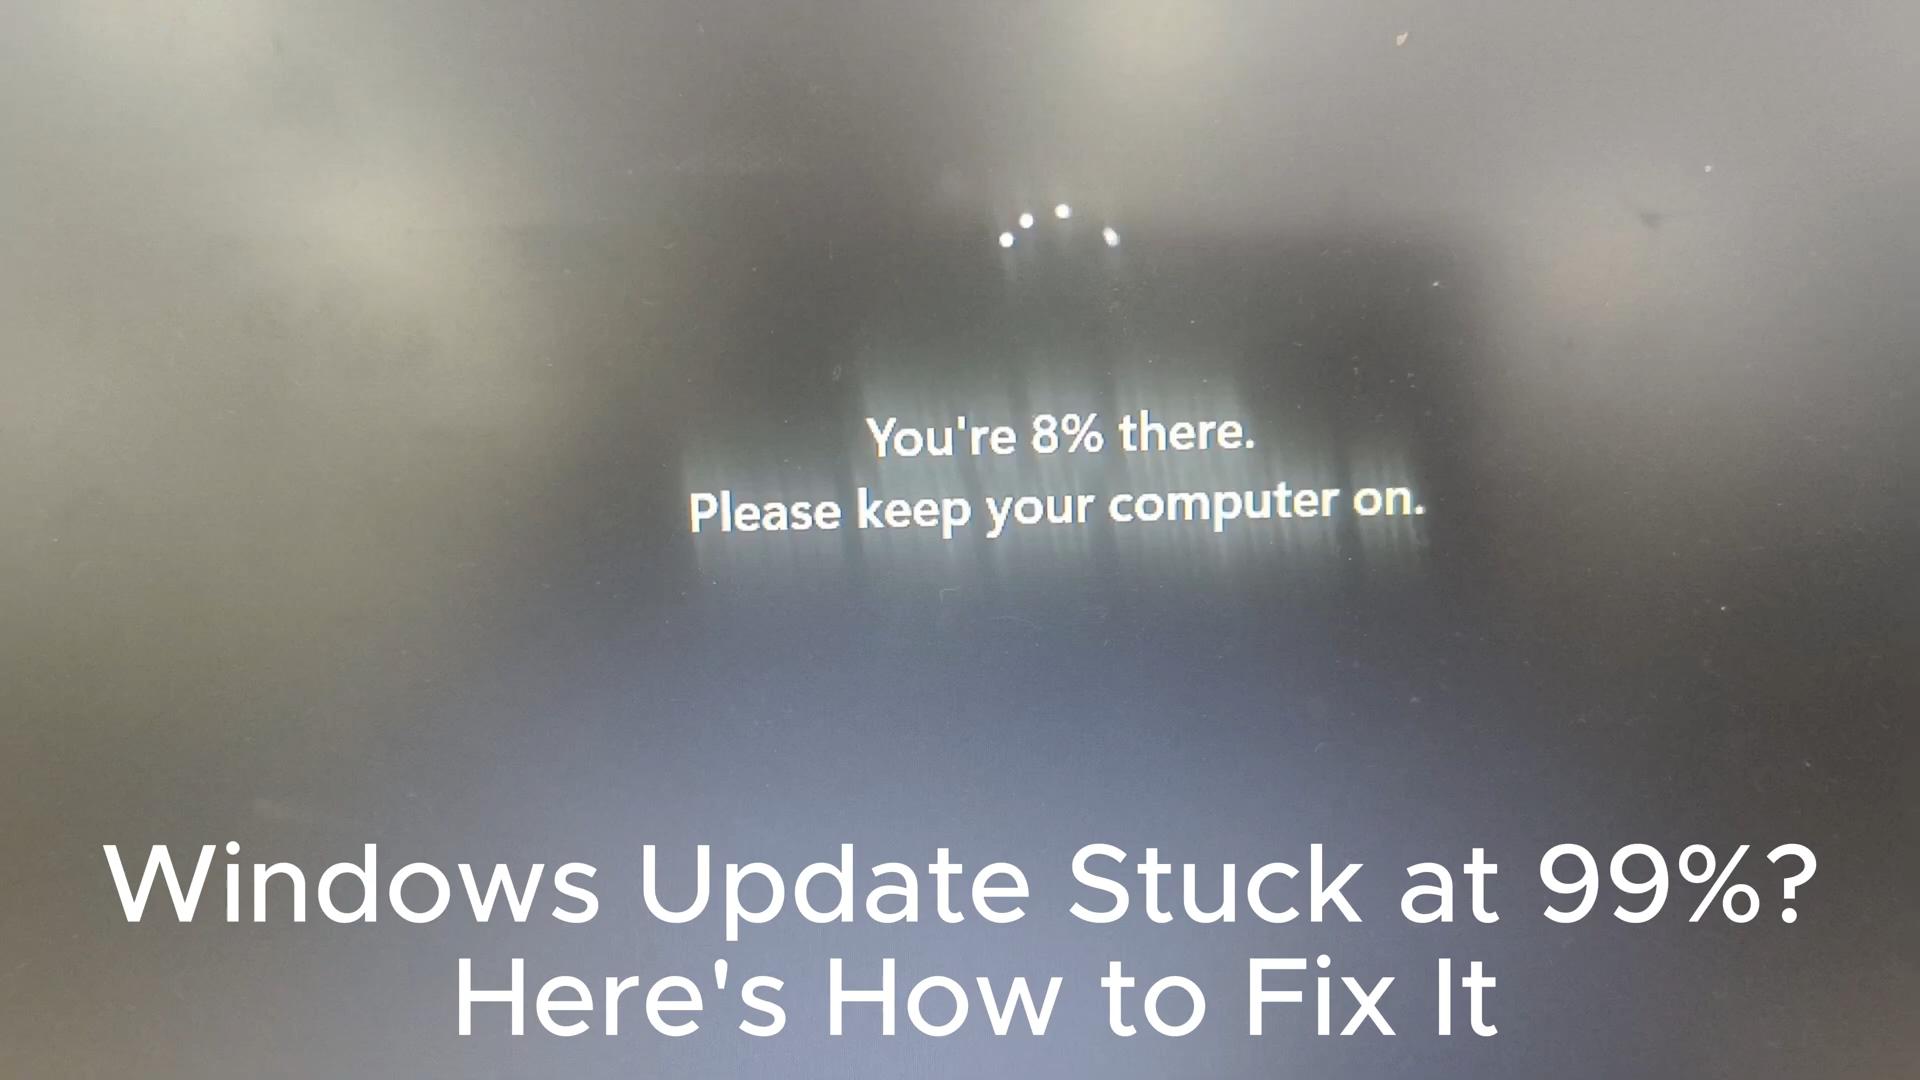 You're 8% there.
Please keep your computer on.
Windows Update Stuck at 99%?
Here's How to Fix It